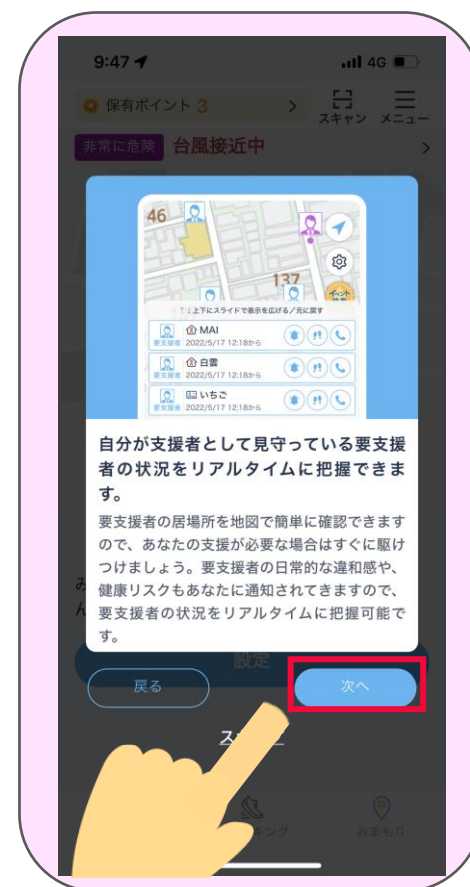 9:47 4G
保有ポイント 3 >
スキャン メニュー
非常に危険 台風接近中 >
46
137
↑↓上下にスライドで表示を広げる／元に戻す
MAI
要支援者 2022/5/17 12:18から
白雲
要支援者 2022/5/17 12:18から
いちご
要支援者 2022/5/17 12:18から
自分が支援者として見守っている要支援
者の状況をリアルタイムに把握できま
す。
要支援者の居場所を地図で簡単に確認できます
ので、あなたの支援が必要な場合はすぐに駆け
つけましょう。要支援者の日常的な違和感や、
健康リスクもあなたに通知されてきますので、
要支援者の状況をリアルタイムに把握可能で
す。
設定
戻る 次へ
みまもり